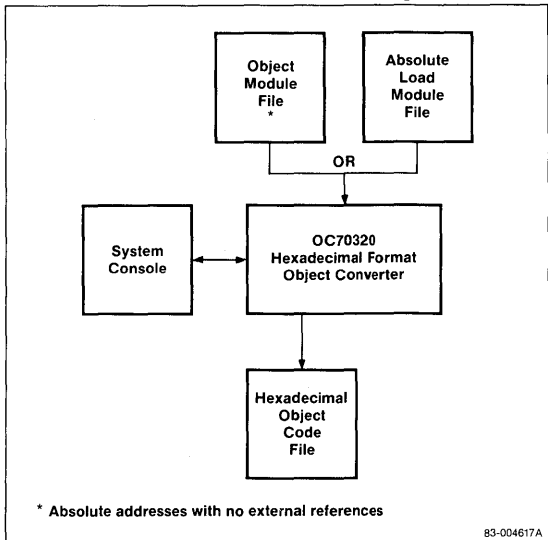 Object
Module
File
*
Absolute
Load
Module
File
OR
System
Console
OC70320
Hexadecimal Format
Object Converter
Hexadecimal
Object
Code
File
* Absolute addresses with no external references
83-004617A